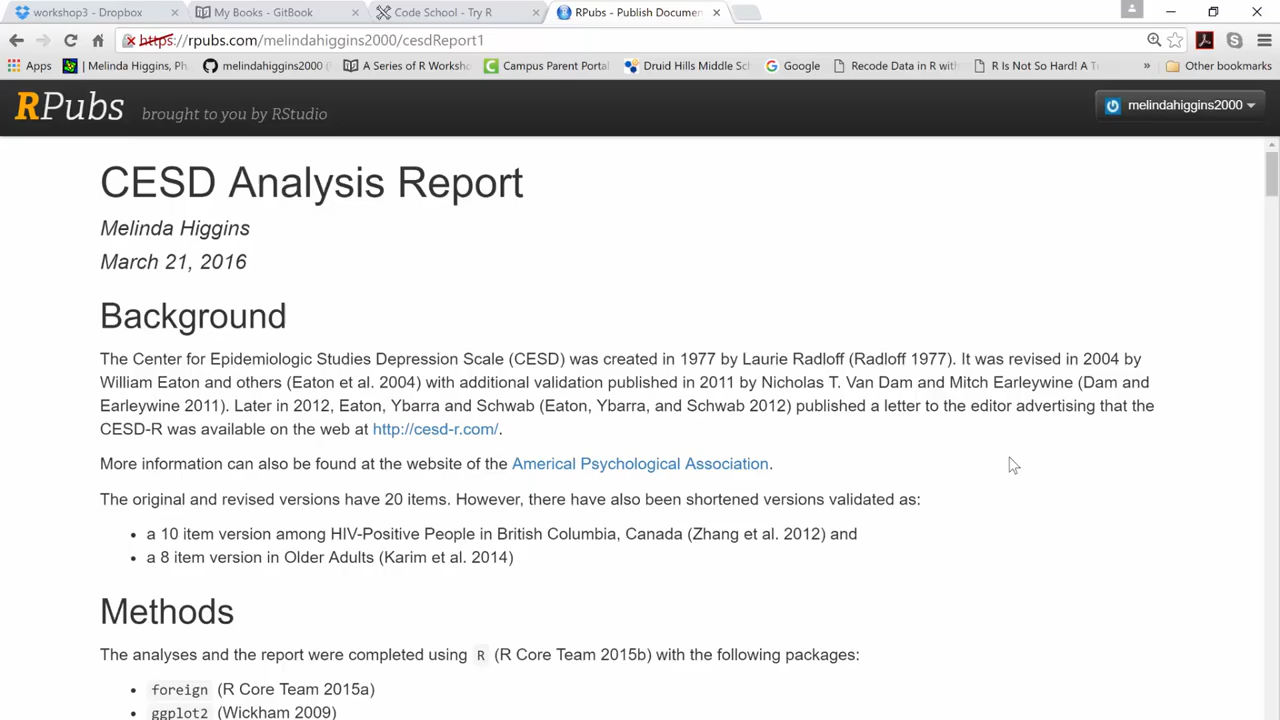 workshop3 - Dropbox
My Books - GitBook
Code School - Try R
RPubs - Publish Documen
https://rpubs.com/melindahiggins2000/cesdReport1
Apps
| Melinda Higgins, Ph.
melindahiggins2000 (
A Series of R Worksho
Campus Parent Portal
Druid Hills Middle Sc
Google
Recode Data in R with
R Is Not So Hard! A T
»
Other bookmarks
RPubs brought to you by RStudio
melindahiggins2000
CESD Analysis Report
Melinda Higgins
March 21, 2016
Background
The Center for Epidemiologic Studies Depression Scale (CESD) was created in 1977 by Laurie Radloff (Radloff 1977). It was revised in 2004 by
William Eaton and others (Eaton et al. 2004) with additional validation published in 2011 by Nicholas T. Van Dam and Mitch Earleywine (Dam and
Earleywine 2011). Later in 2012, Eaton, Ybarra and Schwab (Eaton, Ybarra, and Schwab 2012) published a letter to the editor advertising that the
CESD-R was available on the web at http://cesd-r.com/.
More information can also be found at the website of the Americal Psychological Association.
The original and revised versions have 20 items. However, there have also been shortened versions validated as:
• a 10 item version among HIV-Positive People in British Columbia, Canada (Zhang et al. 2012) and
• a 8 item version in Older Adults (Karim et al. 2014)
Methods
The analyses and the report were completed using R (R Core Team 2015b) with the following packages:
• foreign (R Core Team 2015a)
• ggplot2 (Wickham 2009)